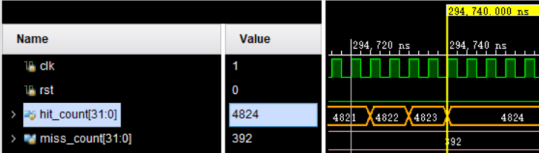 294,740.000 ns
Name Value
294,720 ns 294,740 ns
clk 1
rst 0
hit_count[31:0] 4824 4821 4822 4823 4824
miss_count[31:0] 392 392